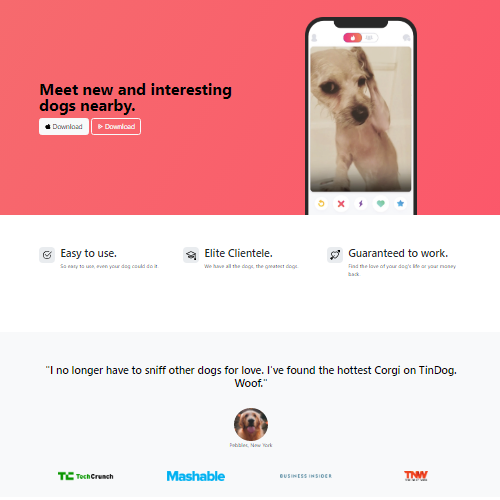 Meet new and interesting
dogs nearby.
Download
Download
Easy to use.
So easy to use, even your dog could do it
Elite Clientele.
We have all the dogs, the greatest dogs
Guaranteed to work.
Find the love of your dog's life or your money
back
"I no longer have to sniff other dogs for love. I've found the hottest Corgi on TinDog.
Woof."
Pebbles, New York
TC TechCrunch
Mashable
BUSINESS INSIDER
TNW